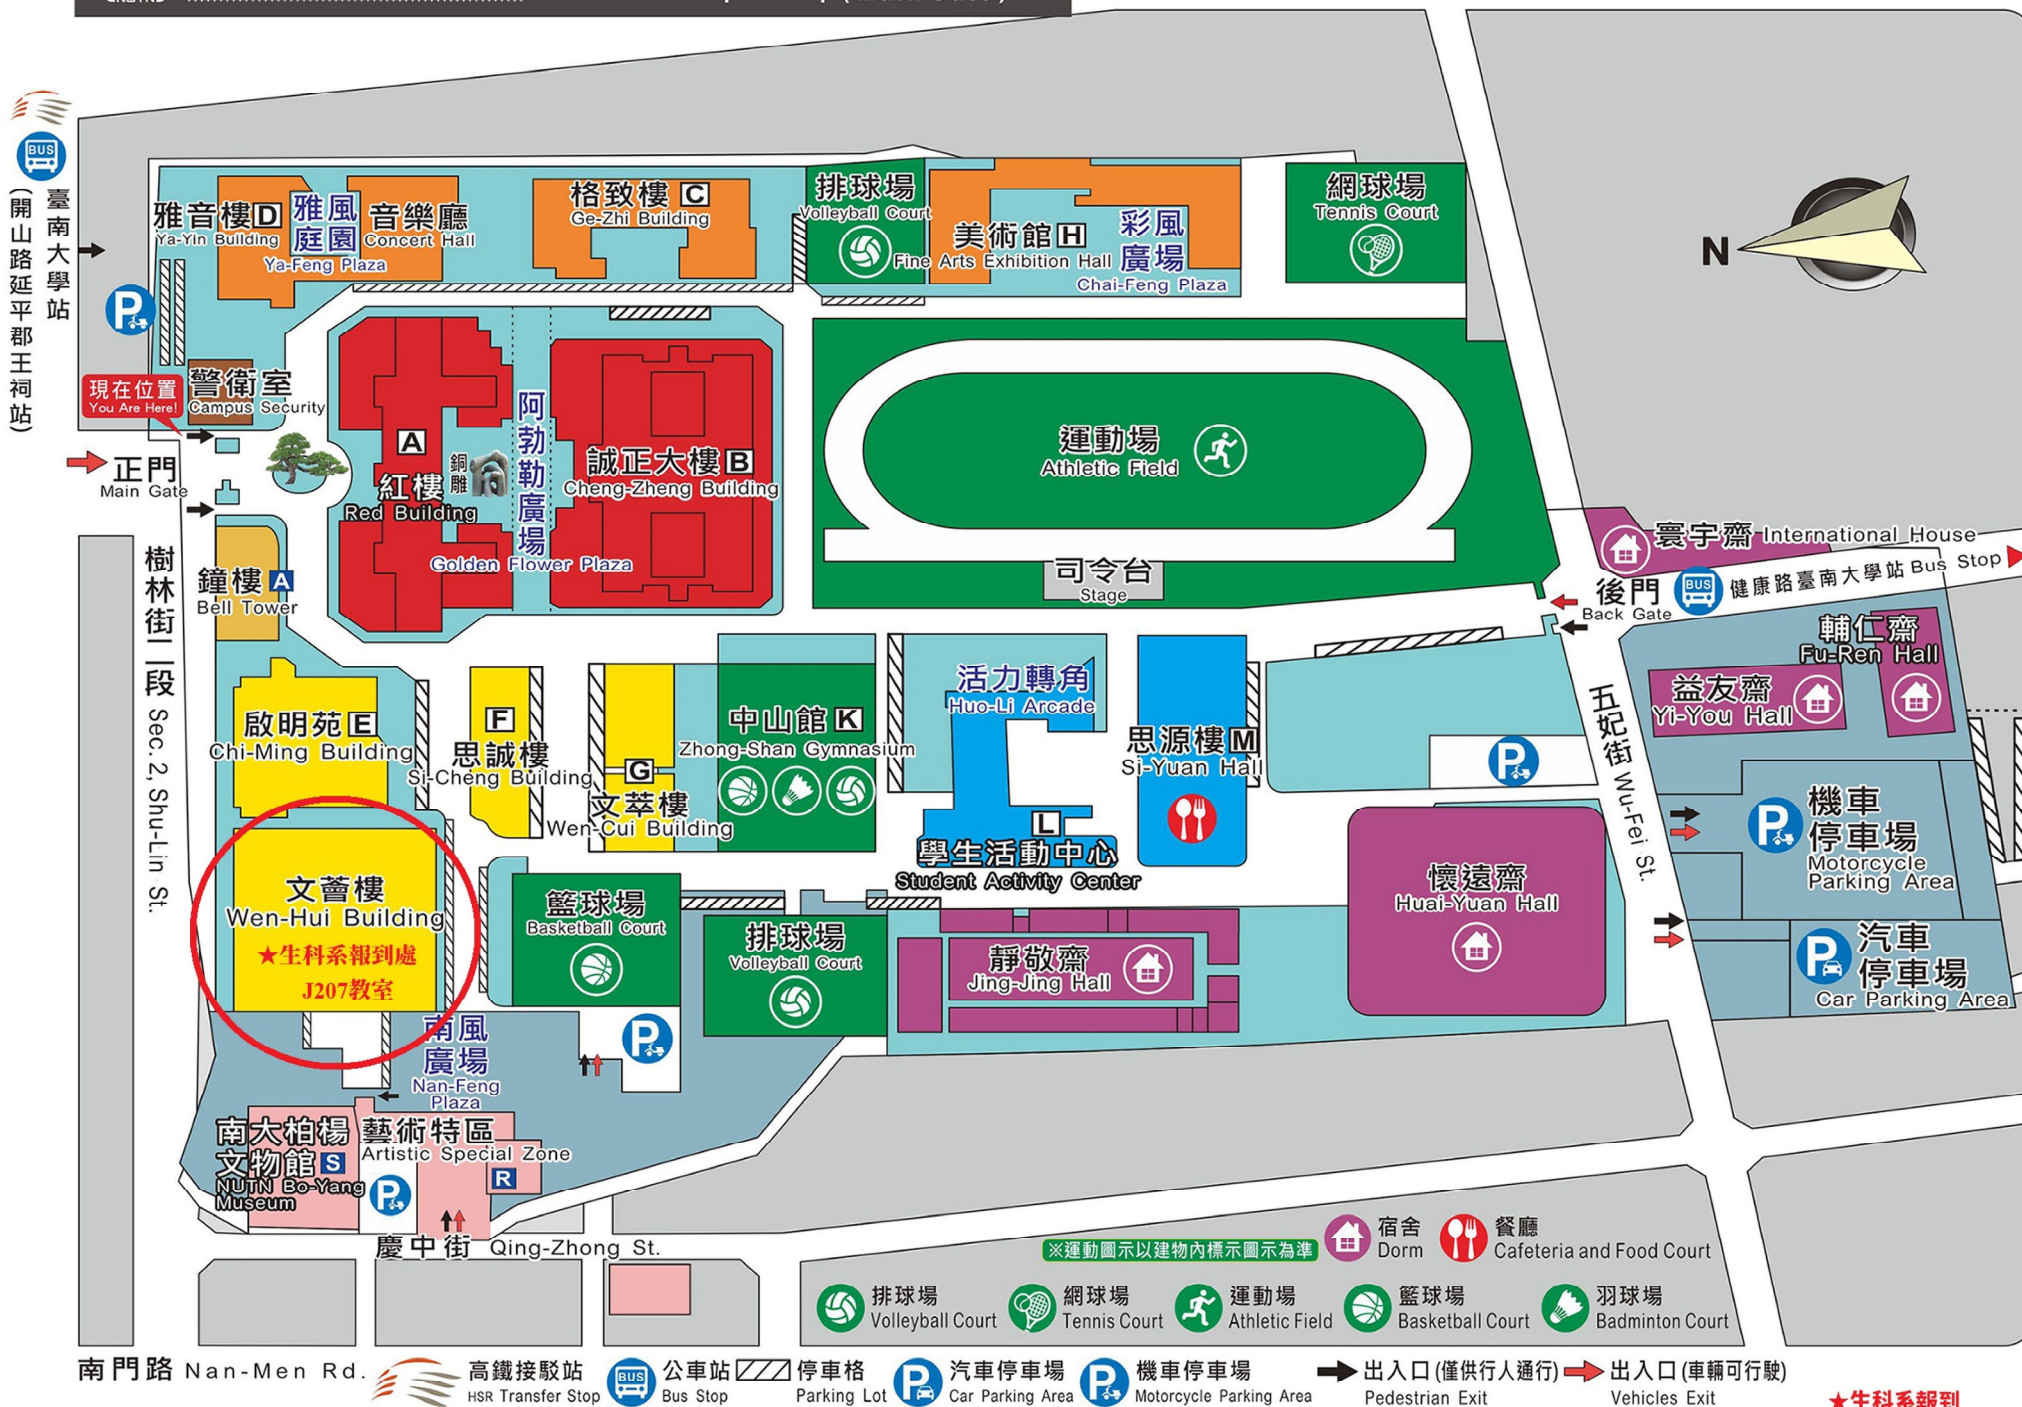 臺南大學站
(開山路延平郡王祠站)
雅音樓 D
Ya-Yin Building
雅風
庭園
Ya-Feng Plaza
音樂廳
Concert Hall
格致樓 C
Ge-Zhi Building
排球場
Volleyball Court
美術館 H
Fine Arts Exhibition Hall
彩風
廣場
Chai-Feng Plaza
網球場
Tennis Court
N
BUS
P
現在位置
You Are Here!
警衛室
Campus Security
正門
Main Gate
A
紅樓
Red Building
銅雕
阿勃勒廣場
Golden Flower Plaza
誠正大樓 B
Cheng-Zheng Building
運動場
Athletic Field
司令台
Stage
寰宇齋 International House
後門
Back Gate
BUS
健康路臺南大學站 Bus Stop
鐘樓 A
Bell Tower
樹林街二段 Sec. 2, Shu-Lin St.
啟明苑 E
Chi-Ming Building
F
思誠樓
Si-Cheng Building
G
文萃樓
Wen-Cui Building
中山館 K
Zhong-Shan Gymnasium
活力轉角
Huo-Li Arcade
L
學生活動中心
Student Activity Center
思源樓 M
Si-Yuan Hall
P
五妃街 Wu-Fei St.
輔仁齋
Fu-Ren Hall
益友齋
Yi-You Hall
P
機車
停車場
Motorcycle
Parking Area
P
汽車
停車場
Car Parking Area
文薈樓
Wen-Hui Building
★生科系報到處
J207教室
籃球場
Basketball Court
排球場
Volleyball Court
靜敬齋
Jing-Jing Hall
懷遠齋
Huai-Yuan Hall
南風
廣場
Nan-Feng
Plaza
P
南大柏楊
文物館 S
NUTN Bo-Yang
Museum
藝術特區
Artistic Special Zone
R
P
慶中街 Qing-Zhong St.
※運動圖示以建物內標示圖示為準
宿舍
Dorm
餐廳
Cafeteria and Food Court
排球場
Volleyball Court
網球場
Tennis Court
運動場
Athletic Field
籃球場
Basketball Court
羽球場
Badminton Court
南門路 Nan-Men Rd.
高鐵接駁站
HSR Transfer Stop
BUS
公車站
Bus Stop
停車格
Parking Lot
P
汽車停車場
Car Parking Area
P
機車停車場
Motorcycle Parking Area
出入口(僅供行人通行)
Pedestrian Exit
出入口(車輛可行駛)
Vehicles Exit
★生科系報到